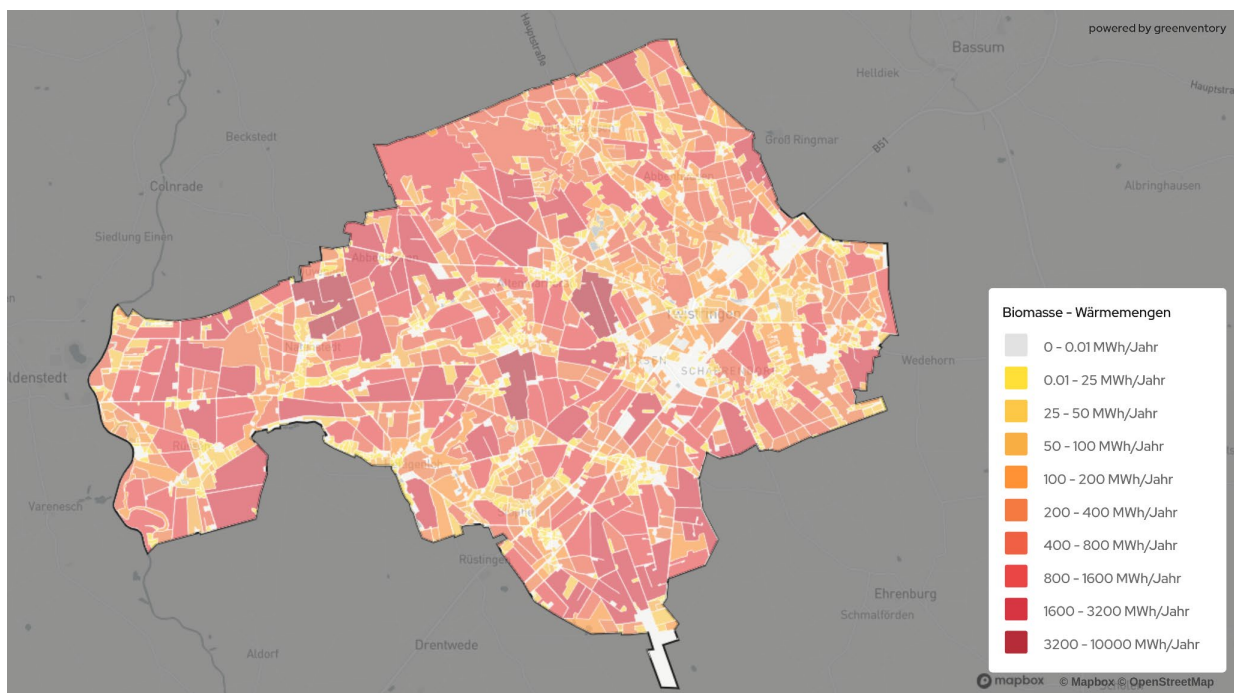 powered by greenventory
Hauptstraße
Bassum
Helldiek
Groß Ringmar
B51
Beckstedt
Colnrade
Albringhausen
Siedlung Einen
Wedehorn
Varenesch
Rüstingen
Ehrenburg
Schmalförden
Drentwede
Aldorf
Biomasse - Wärmemengen
0 - 0.01 MWh/Jahr
0.01 - 25 MWh/Jahr
25 - 50 MWh/Jahr
50 - 100 MWh/Jahr
100 - 200 MWh/Jahr
200 - 400 MWh/Jahr
400 - 800 MWh/Jahr
800 - 1600 MWh/Jahr
1600 - 3200 MWh/Jahr
3200 - 10000 MWh/Jahr
mapbox
© Mapbox © OpenStreetMap